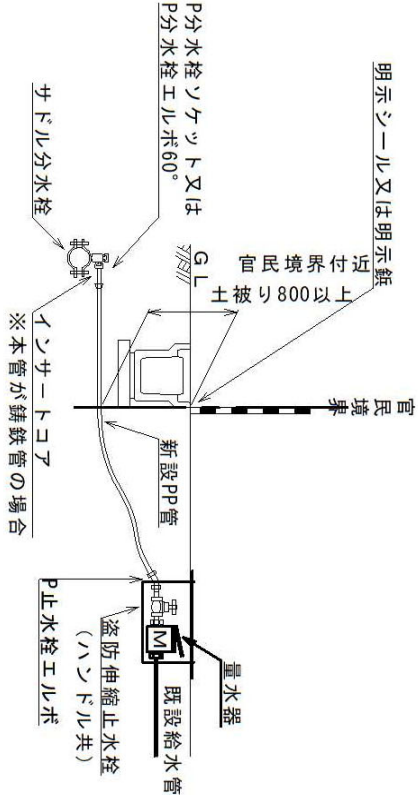 明示シール又は明示鋲
官民境界付近
土被り800以上
官民境界
GL
P分水栓ソケット又は
P分水栓エルボ60°
サドル分水栓
インサートコア
※本管が鋳鉄管の場合
新設PP管
量水器
M
既設給水管
盗防伸縮止水栓
(ハンドル共)
P止水栓エルボ